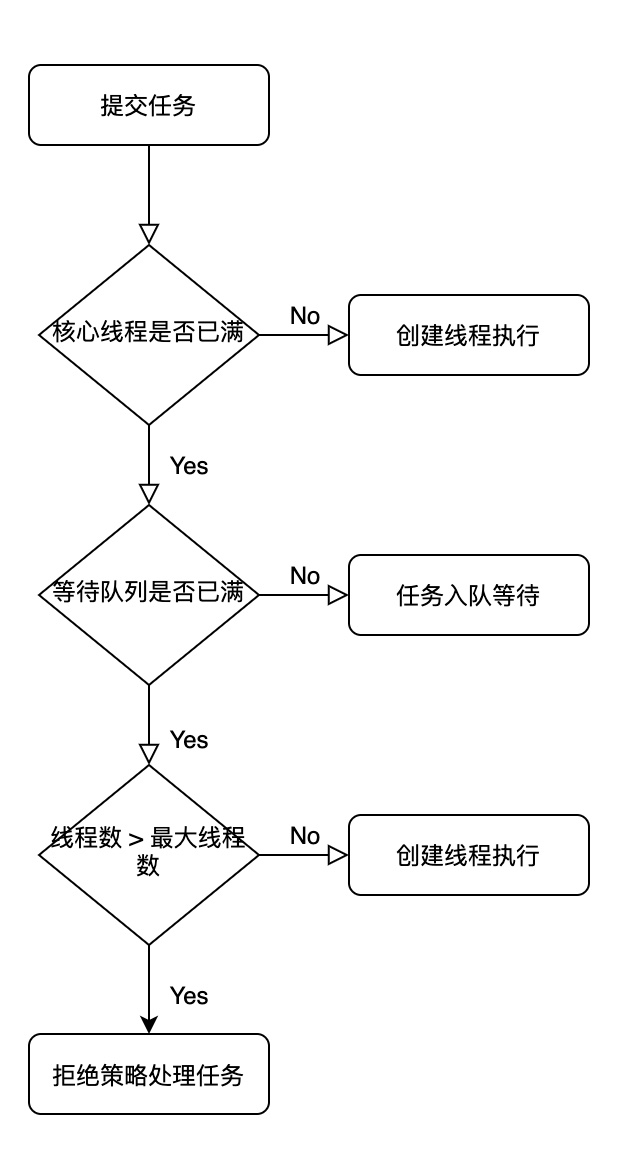 提交任务
核心线程是否已满
No
创建线程执行
Yes
等待队列是否已满
No
任务入队等待
Yes
线程数 > 最大线程
数
No
创建线程执行
Yes
拒绝策略处理任务